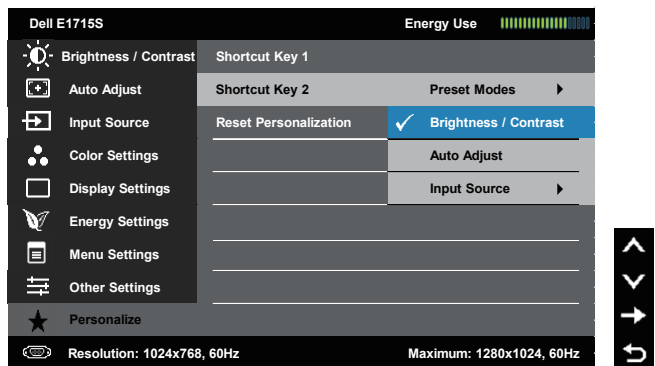 Dell E1715S Energy Use
Brightness / Contrast Shortcut Key 1
Auto Adjust Shortcut Key 2 Preset Modes
Input Source Reset Personalization Brightness / Contrast
Color Settings Auto Adjust
Display Settings Input Source
Energy Settings
Menu Settings
Other Settings
Personalize
Resolution: 1024x768, 60Hz Maximum: 1280x1024, 60Hz